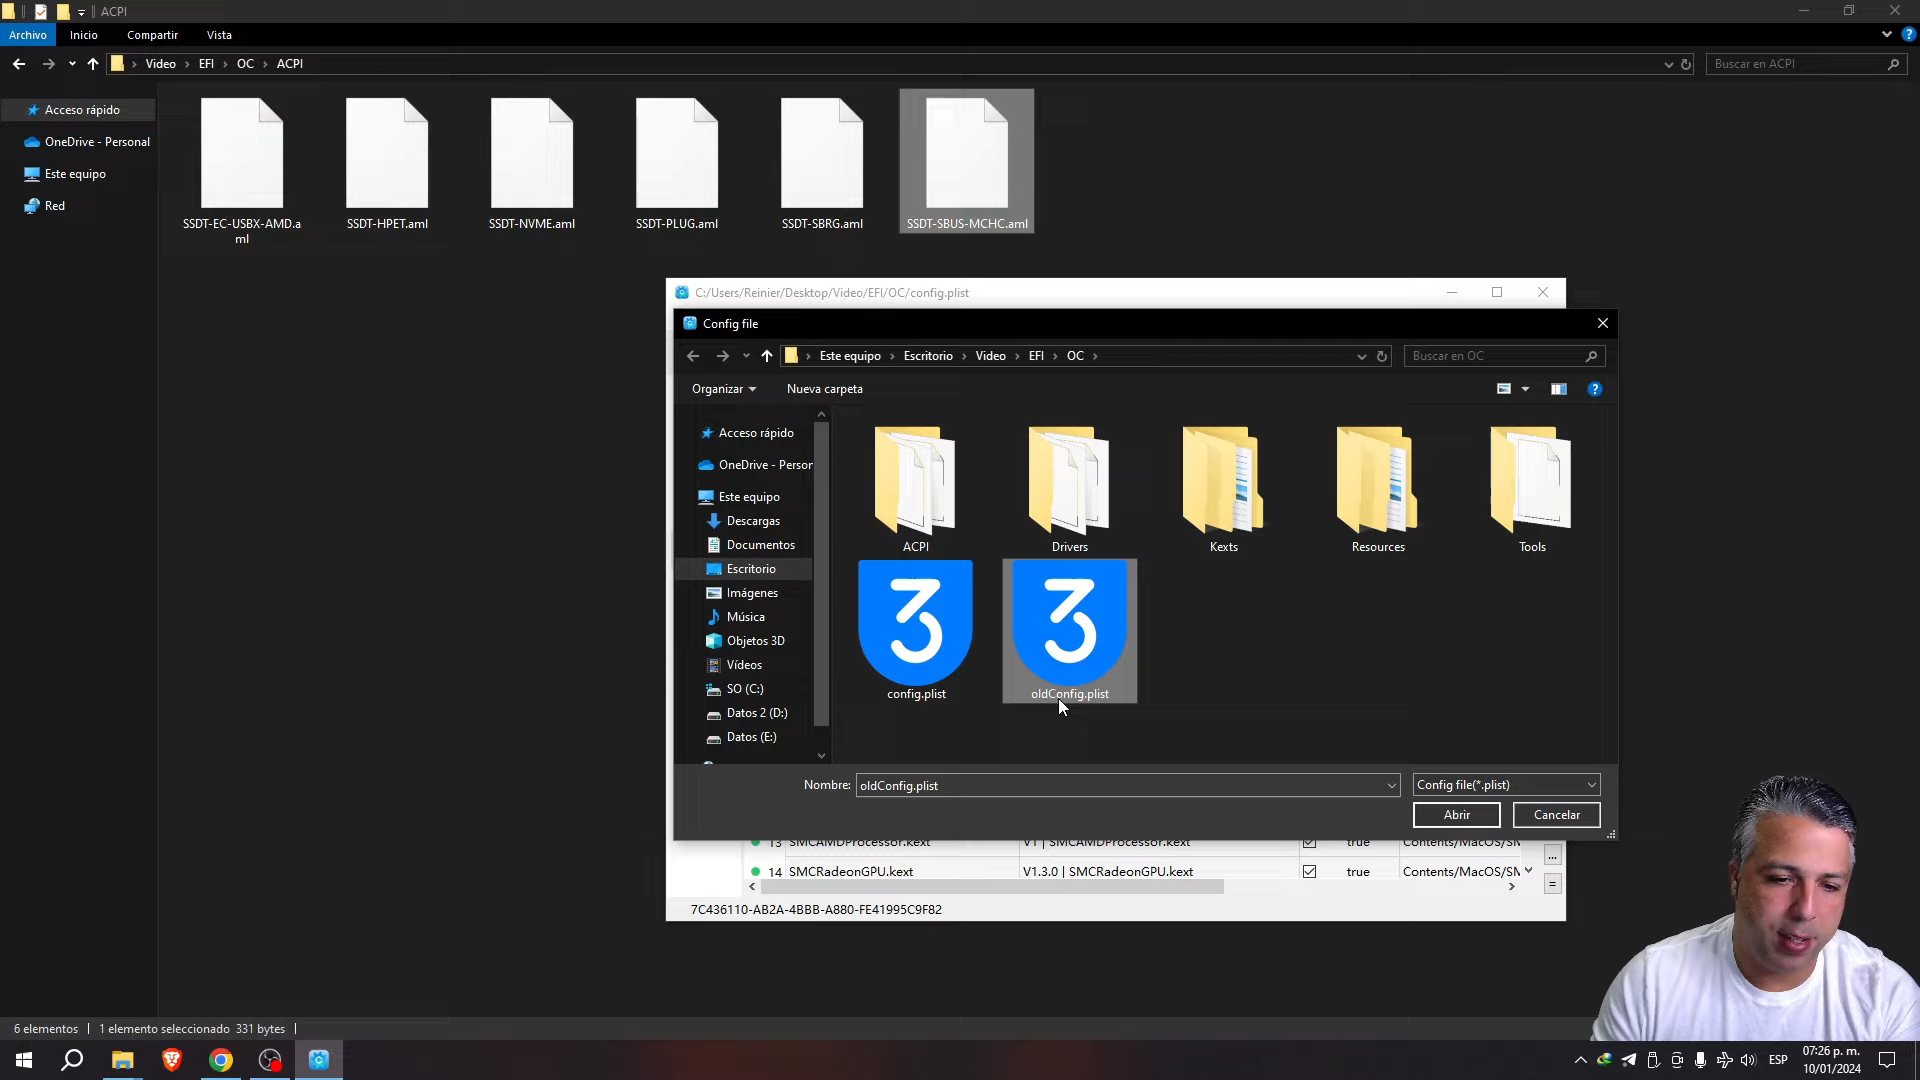 ACPI
Archivo Inicio Compartir Vista
Video EFI OC ACPI
Buscar en ACPI
Acceso rápido
OneDrive - Personal
Este equipo
Red
SSDT-EC-USBX-AMD.a
ml
SSDT-HPET.aml
SSDT-NVME.aml
SSDT-PLUG.aml
SSDT-SBRG.aml
SSDT-SBUS-MCHC.aml
C:/Users/Reinier/Desktop/Video/EFI/OC/config.plist
Config file
Este equipo Escritorio Video EFI OC
Buscar en OC
Organizar Nueva carpeta
Acceso rápido
OneDrive - Person
Este equipo
Descargas
Documentos
Escritorio
Imágenes
Música
Objetos 3D
Vídeos
SO (C:)
Datos 2 (D:)
Datos (E:)
ACPI
Drivers
Kexts
Resources
Tools
3
config.plist
3
oldConfig.plist
Nombre: oldConfig.plist
Config file(*.plist)
Abrir Cancelar
13 SMCAMDProcessor.kext V1 | SMCAMDProcessor.kext true Contents/MacOS/SM
14 SMCRadeonGPU.kext V1.3.0 | SMCRadeonGPU.kext true Contents/MacOS/SM
...
=
7C436110-AB2A-4BBB-A880-FE41995C9F82
6 elementos 1 elemento seleccionado 331 bytes
ESP
07:26 p. m.
10/01/2024